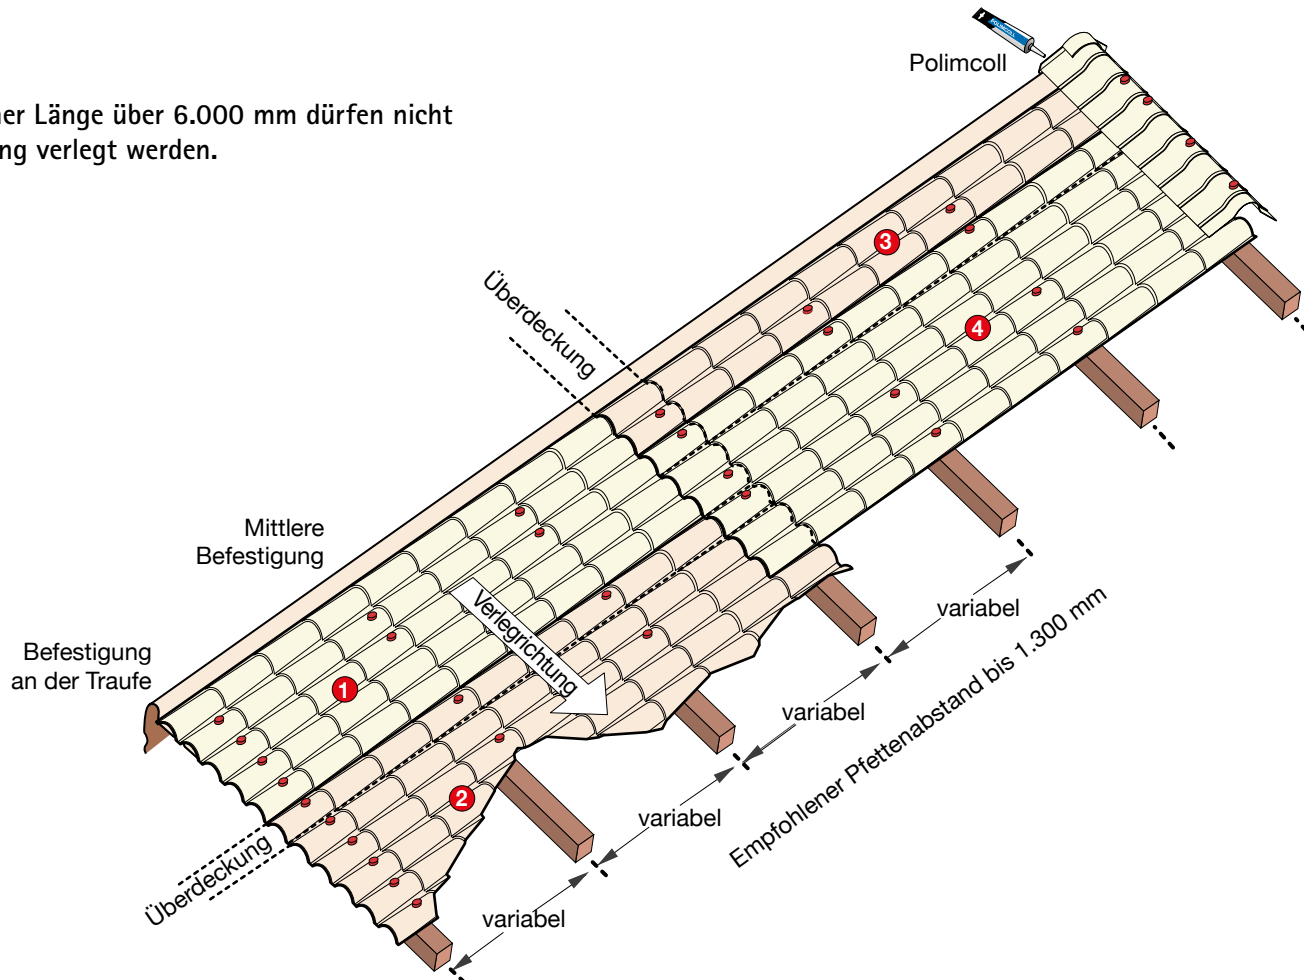 Polimcoll
ner Länge über 6.000 mm dürfen nicht
ng verlegt werden.
3
Überdeckung
4
Mittlere
Befestigung
Verlegrichtung
variabel
Befestigung
an der Traufe
1
variabel
2
variabel
Empfohlener Pfettenabstand bis 1.300 mm
Überdeckung
variabel